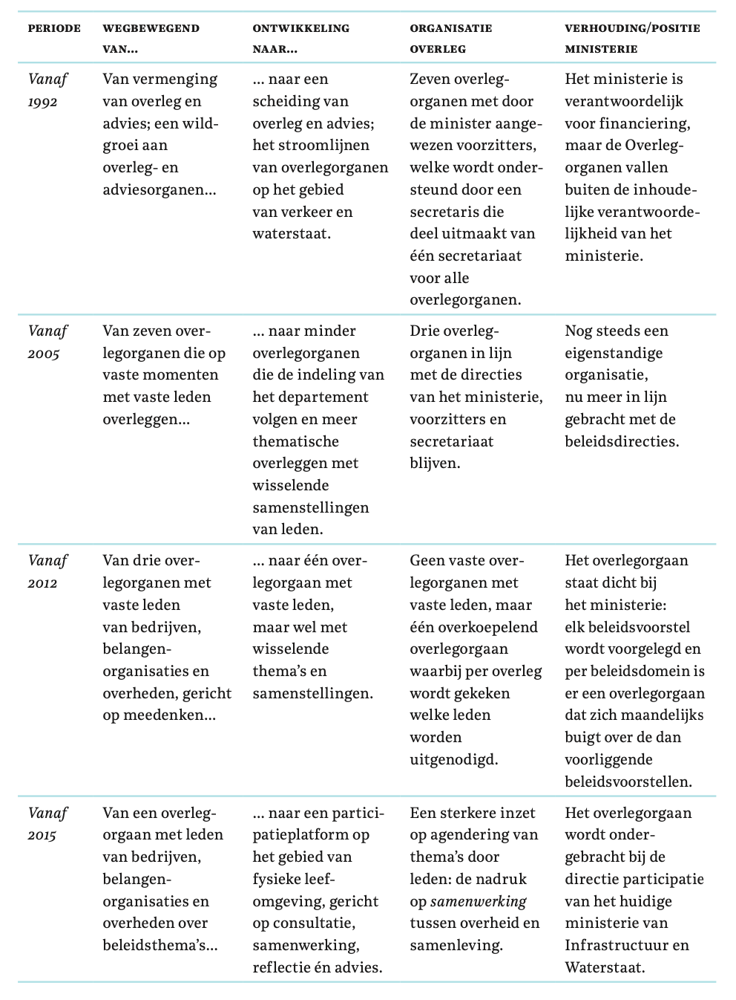 PERIODE
WEGBEWEGEND
VAN...
ONTWIKKELING
NAAR...
ORGANISATIE
OVERLEG
VERHOUDING/POSITIE
MINISTERIE
Vanaf
1992
Van vermenging
van overleg en
advies; een wild-
groei aan
overleg- en
adviesorganen...
... naar een
scheiding van
overleg en advies;
het stroomlijnen
van overlegorganen
op het gebied
van verkeer en
waterstaat.
Zeven overleg-
organen met door
de minister aange-
wezen voorzitters,
welke wordt onder-
steund door een
secretaris die
deel uitmaakt van
één secretariaat
voor alle
overlegorganen.
Het ministerie is
verantwoordelijk
voor financiering,
maar de Overleg-
organen vallen
buiten de inhoude-
lijke verantwoorde-
lijkheid van het
ministerie.
Vanaf
2005
Van zeven over-
legorganen die op
vaste momenten
met vaste leden
overleggen...
... naar minder
overlegorganen
die de indeling van
het departement
volgen en meer
thematische
overleggen met
wisselende
samenstellingen
van leden.
Drie overleg-
organen in lijn
met de directies
van het ministerie,
voorzitters en
secretariaat
blijven.
Nog steeds een
eigenstandige
organisatie,
nu meer in lijn
gebracht met de
beleidsdirecties.
Vanaf
2012
Van drie over-
legorganen met
vaste leden
van bedrijven,
belangen-
organisaties en
overheden, gericht
op meedenken...
... naar één over-
legorgaan met
vaste leden,
maar wel met
wisselende
thema's en
samenstellingen.
Geen vaste over-
legorganen met
vaste leden, maar
één overkoepelend
overlegorgaan
waarbij per overleg
wordt gekeken
welke leden
worden
uitgenodigd.
Het overlegorgaan
staat dicht bij
het ministerie:
elk beleidsvoorstel
wordt voorgelegd en
per beleidsdomein is
er een overlegorgaan
dat zich maandelijks
buigt over de dan
voorliggende
beleidsvoorstellen.
Vanaf
2015
Van een overleg-
orgaan met leden
van bedrijven,
belangen-
organisaties en
overheden over
beleidsthema's...
... naar een partici-
patieplatform op
het gebied van
fysieke leef-
omgeving, gericht
op consultatie,
samenwerking,
reflectie én advies.
Een sterkere inzet
op agendering van
thema's door
leden: de nadruk
op samenwerking
tussen overheid en
samenleving.
Het overlegorgaan
wordt onder-
gebracht bij de
directie participatie
van het huidige
ministerie van
Infrastructuur en
Waterstaat.